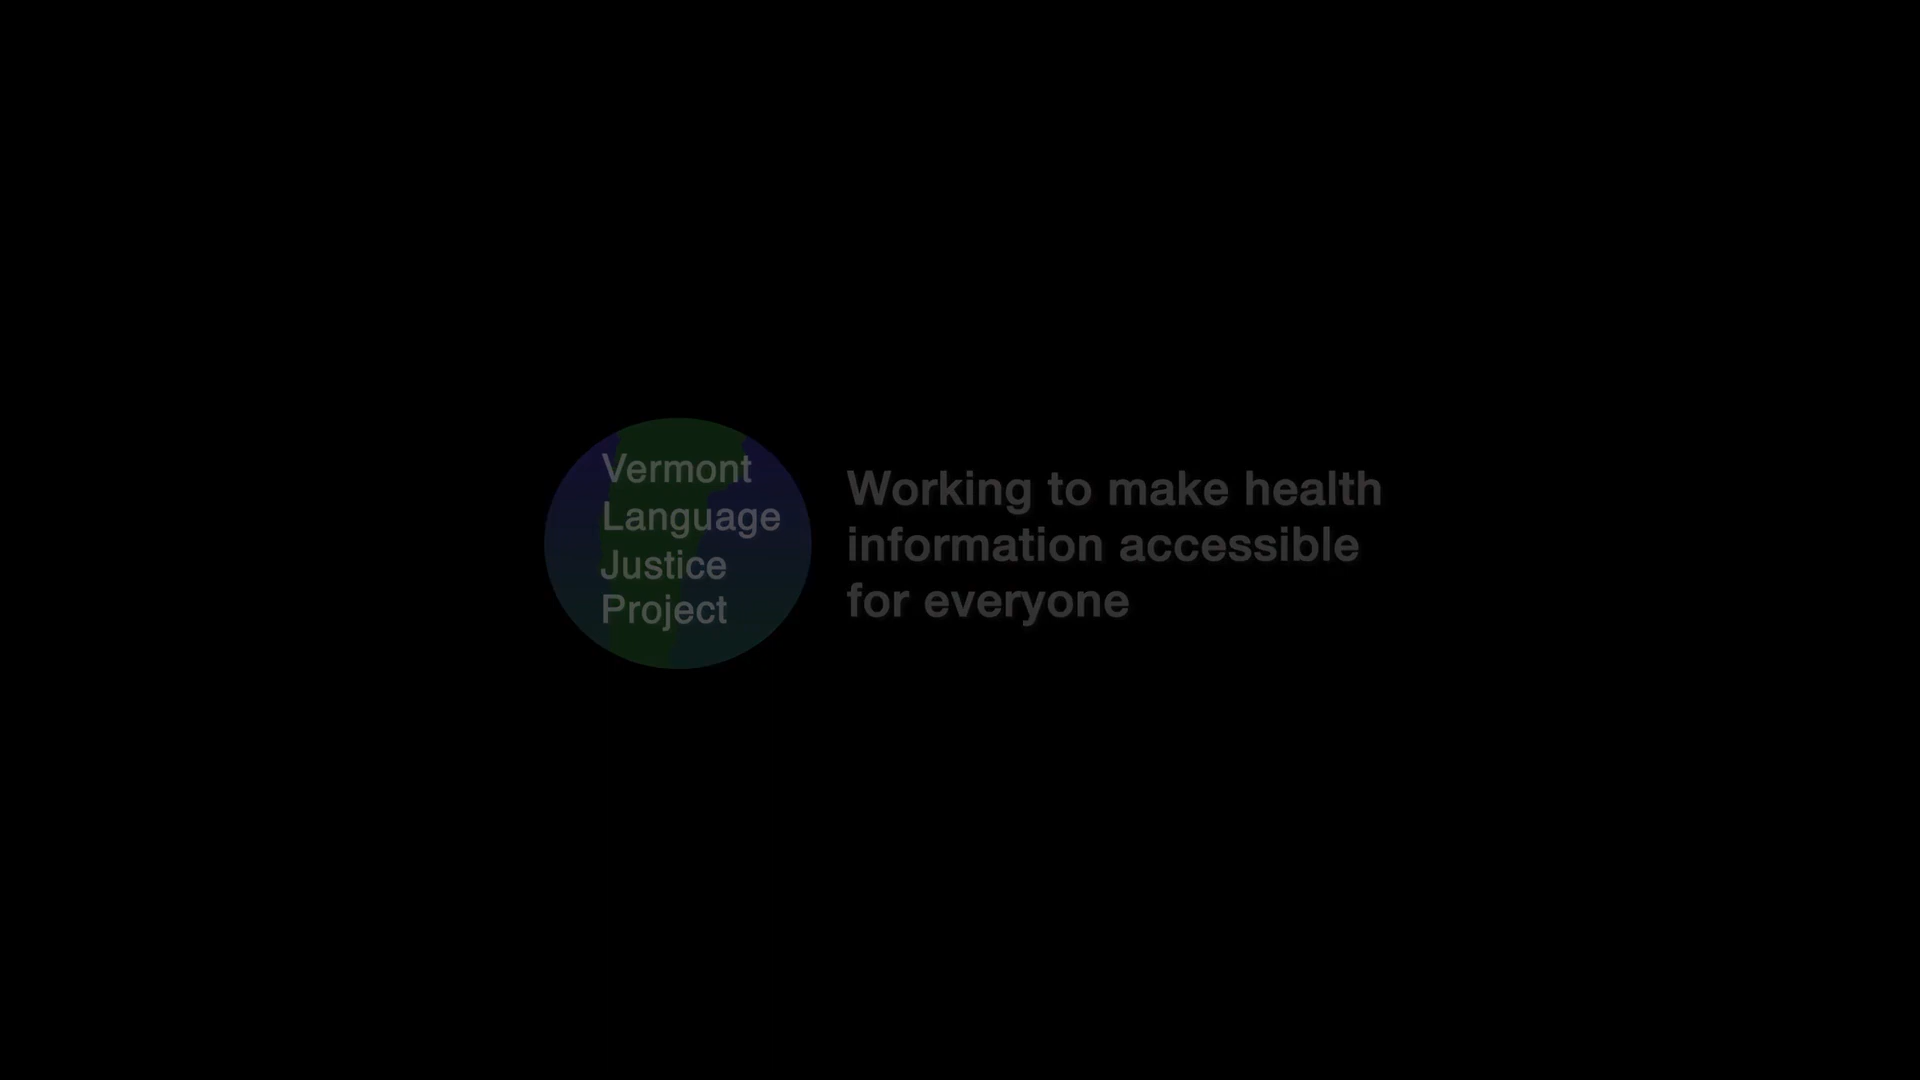 Vermont
Language
Justice
Project
Working to make health
information accessible
for everyone